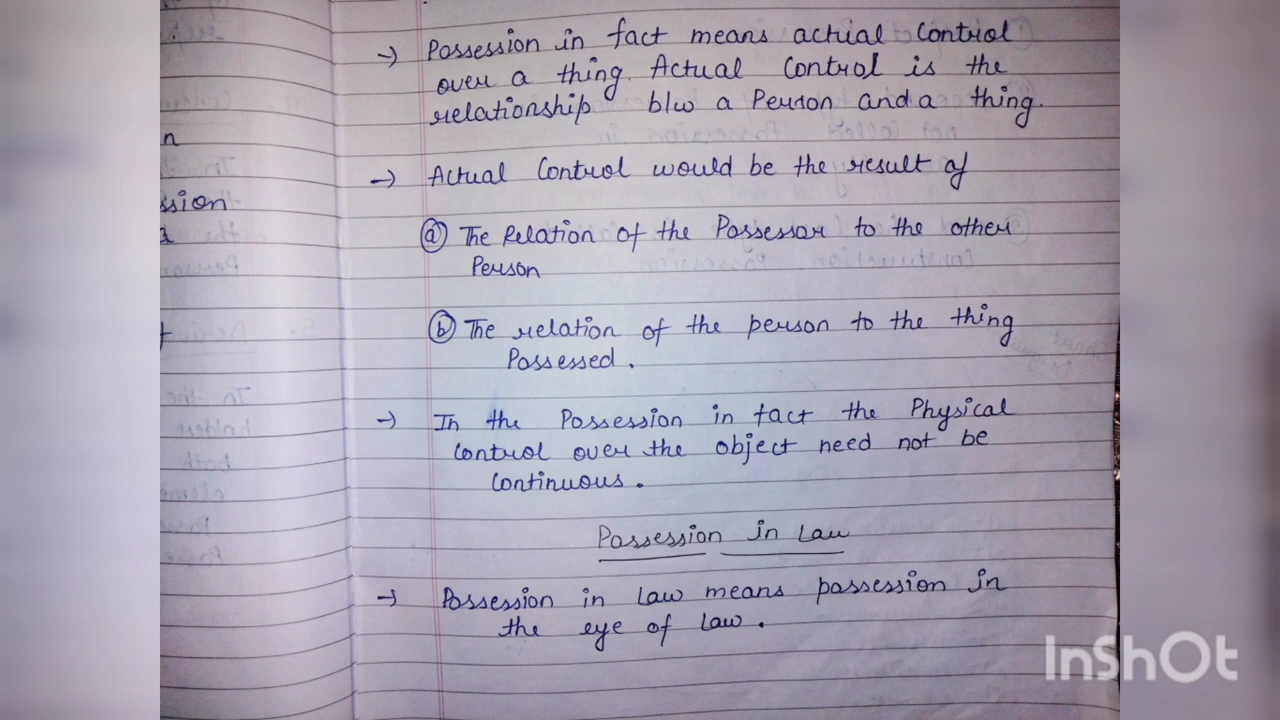 n
ssion
→ Possession in fact means actual Control
over a thing. Actual Control is the
relationship b/w a Person and a thing.
→ Actual Control would be the result of
ⓐ The Relation of the Possessor to the other
Person
ⓑ The relation of the person to the thing
Possessed.
→ In the Possession in fact the Physical
Control over the object need not be
Continuous.
Possession in Law
→ Possession in Law means possession in
the eye of Law.
InShOt